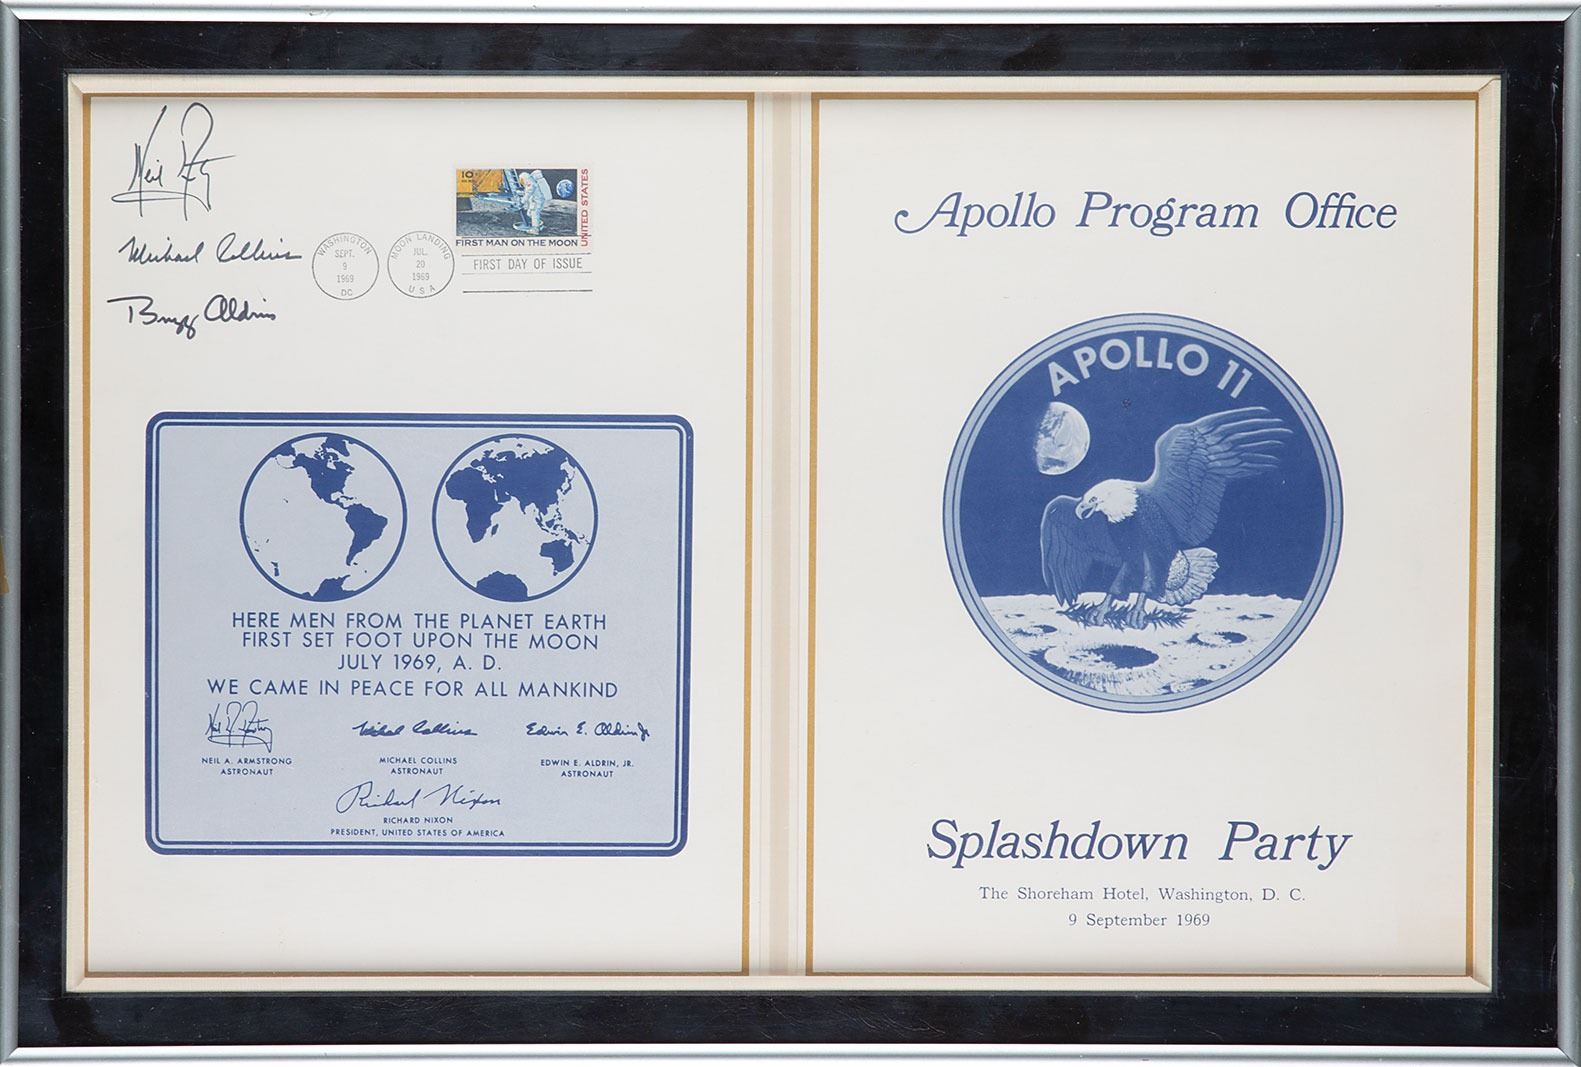 Neil Armstrong
Michael Collins
Buzz Aldrin
WASHINGTON
SEPT.
9
1969
DC
MOON LANDING
JUL.
20
1969
USA
10
UNITED STATES
FIRST MAN ON THE MOON
FIRST DAY OF ISSUE
HERE MEN FROM THE PLANET EARTH
FIRST SET FOOT UPON THE MOON
JULY 1969, A. D.
WE CAME IN PEACE FOR ALL MANKIND
Neil A. Armstrong Michael Collins Edwin E. Aldrin Jr
NEIL A. ARMSTRONG MICHAEL COLLINS EDWIN E. ALDRIN, JR.
ASTRONAUT ASTRONAUT ASTRONAUT
Richard Nixon
RICHARD NIXON
PRESIDENT, UNITED STATES OF AMERICA
Apollo Program Office
APOLLO 11
Splashdown Party
The Shoreham Hotel, Washington, D. C.
9 September 1969